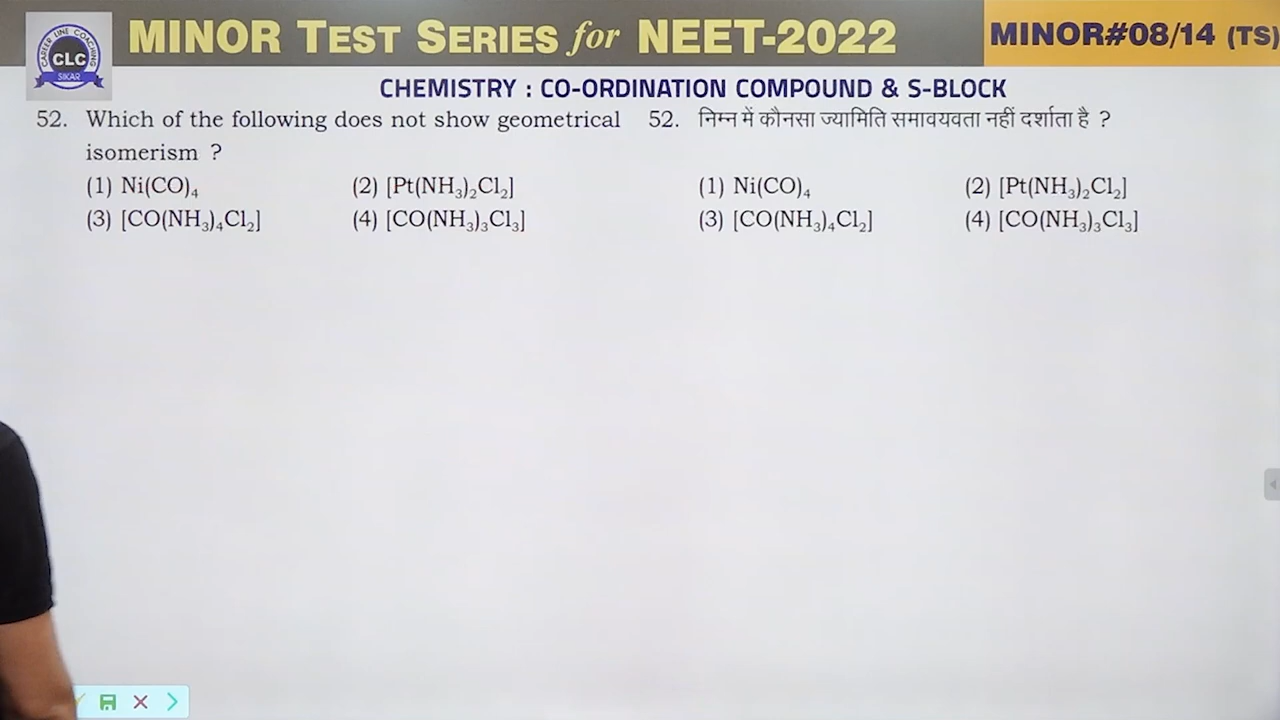 CAREER LINE COACHING
CLC
SIKAR
MINOR TEST SERIES for NEET-2022
MINOR#08/14 (TS)
CHEMISTRY : CO-ORDINATION COMPOUND & S-BLOCK
52. Which of the following does not show geometrical
isomerism ?
(1) Ni(CO)₄ (2) [Pt(NH₃)₂Cl₂]
(3) [CO(NH₃)₄Cl₂] (4) [CO(NH₃)₃Cl₃]
52. निम्न में कौनसा ज्यामिति समावयवता नहीं दर्शाता है ?
(1) Ni(CO)₄ (2) [Pt(NH₃)₂Cl₂]
(3) [CO(NH₃)₄Cl₂] (4) [CO(NH₃)₃Cl₃]